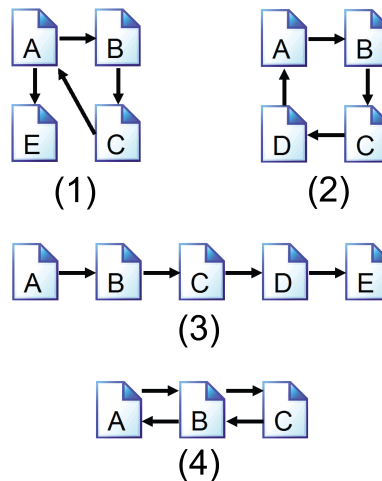 A B A B
E C D C
(1) (2)
A B C D E
(3)
A B C
(4)